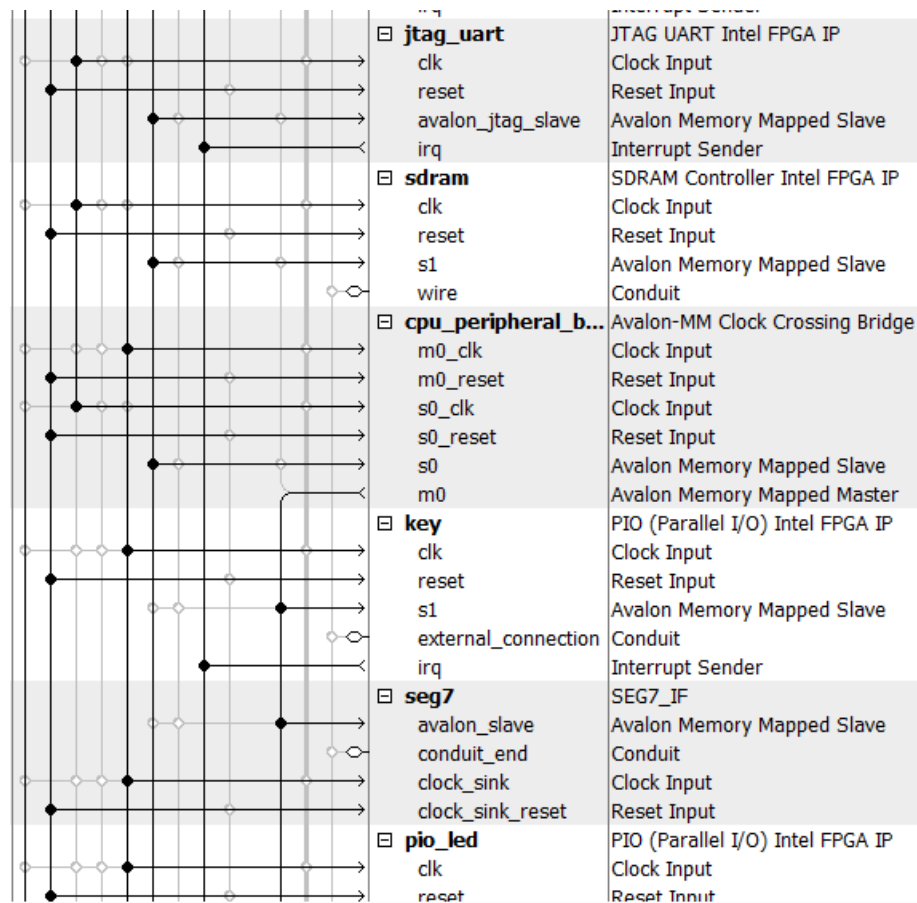 jtag_uart JTAG UART Intel FPGA IP
clk Clock Input
reset Reset Input
avalon_jtag_slave Avalon Memory Mapped Slave
irq Interrupt Sender
sdram SDRAM Controller Intel FPGA IP
clk Clock Input
reset Reset Input
s1 Avalon Memory Mapped Slave
wire Conduit
cpu_peripheral_b... Avalon-MM Clock Crossing Bridge
m0_clk Clock Input
m0_reset Reset Input
s0_clk Clock Input
s0_reset Reset Input
s0 Avalon Memory Mapped Slave
m0 Avalon Memory Mapped Master
key PIO (Parallel I/O) Intel FPGA IP
clk Clock Input
reset Reset Input
s1 Avalon Memory Mapped Slave
external_connection Conduit
irq Interrupt Sender
seg7 SEG7_IF
avalon_slave Avalon Memory Mapped Slave
conduit_end Conduit
clock_sink Clock Input
clock_sink_reset Reset Input
pio_led PIO (Parallel I/O) Intel FPGA IP
clk Clock Input
reset Reset Input